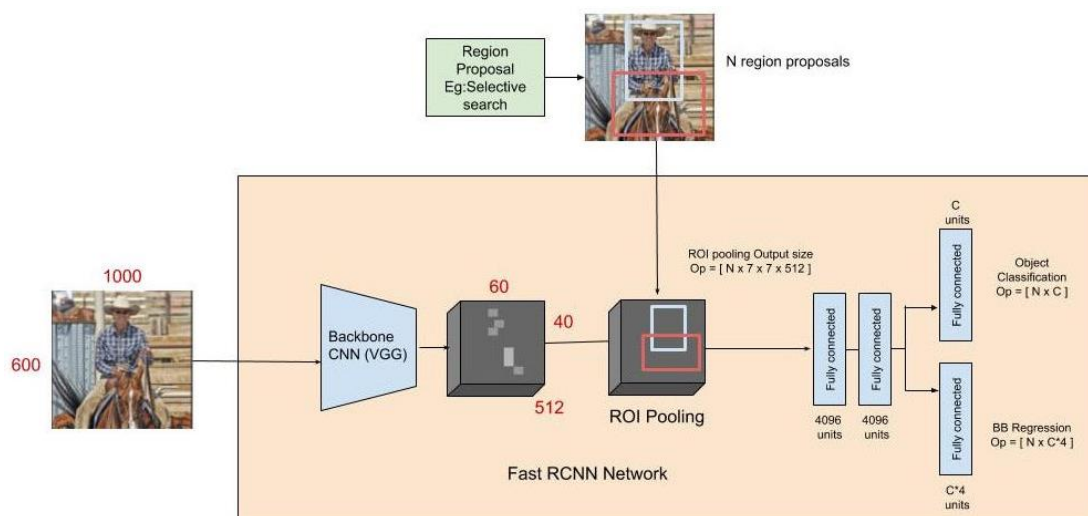 Region
Proposal
Eg:Selective
search
N region proposals
1000
600
Backbone
CNN (VGG)
60
40
512
ROI pooling Output size
Op = [ N x 7 x 7 x 512 ]
ROI Pooling
Fully connected
4096
units
Fully connected
4096
units
C
units
Fully connected
Object
Classification
Op = [ N x C ]
Fully connected
C*4
units
BB Regression
Op = [ N x C*4 ]
Fast RCNN Network